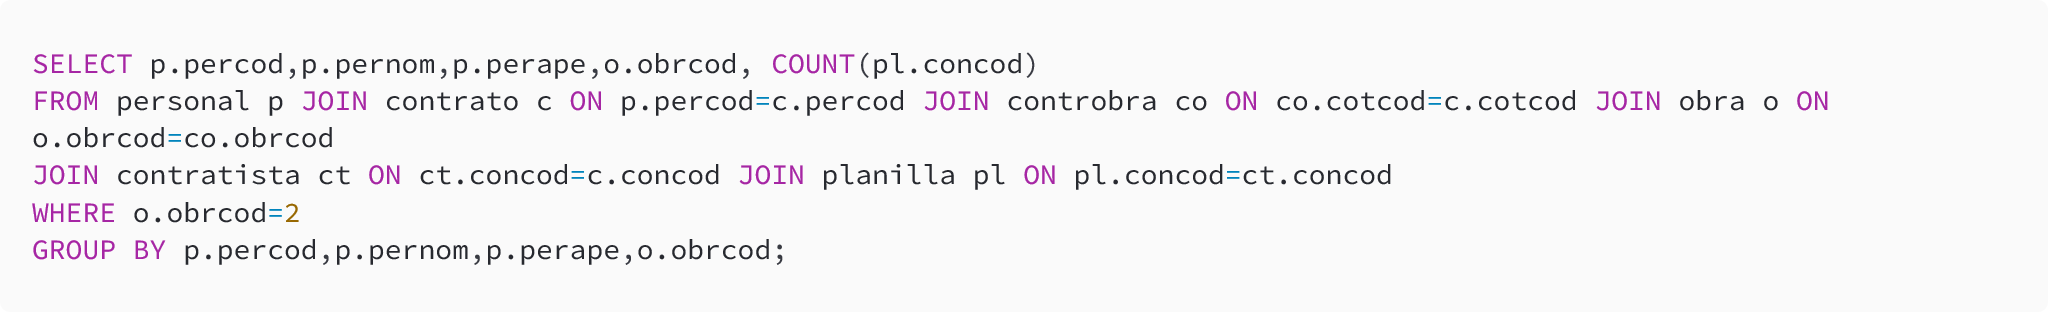 SELECT p.percod,p.pernom,p.perape,o.obrcod, COUNT(pl.concod)
FROM personal p JOIN contrato c ON p.percod=c.percod JOIN controbra co ON co.cotcod=c.cotcod JOIN obra o ON
o.obrcod=co.obrcod
JOIN contratista ct ON ct.concod=c.concod JOIN planilla pl ON pl.concod=ct.concod
WHERE o.obrcod=2
GROUP BY p.percod,p.pernom,p.perape,o.obrcod;